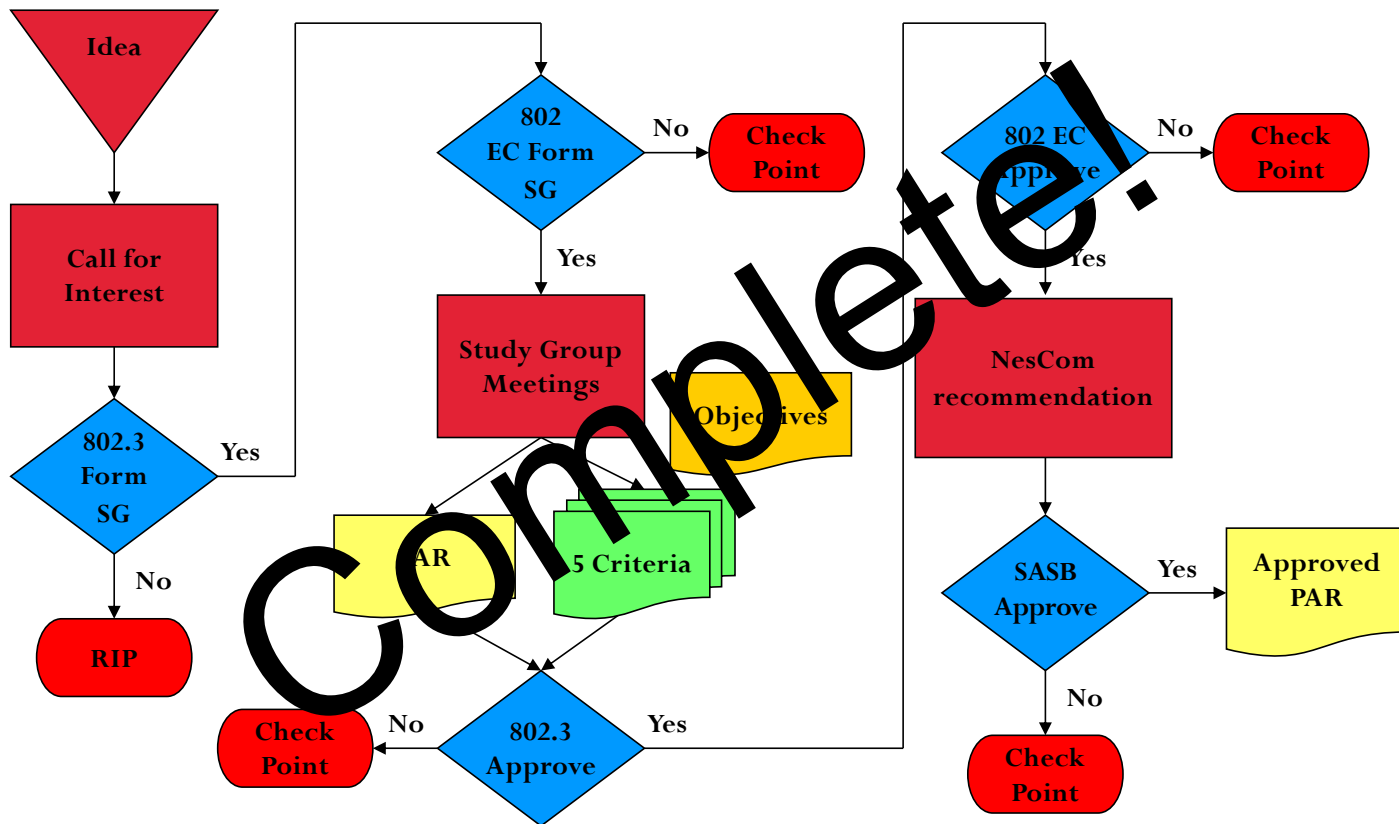 Idea
Call for
Interest
802.3
Form
SG
Yes
No
RIP
802
EC Form
SG
No
Check
Point
Yes
Study Group
Meetings
Objectives
PAR
5 Criteria
802.3
Approve
No
Check
Point
Yes
802 EC
Approve
No
Check
Point
Yes
NesCom
recommendation
SASB
Approve
Yes
Approved
PAR
No
Check
Point
Complete!